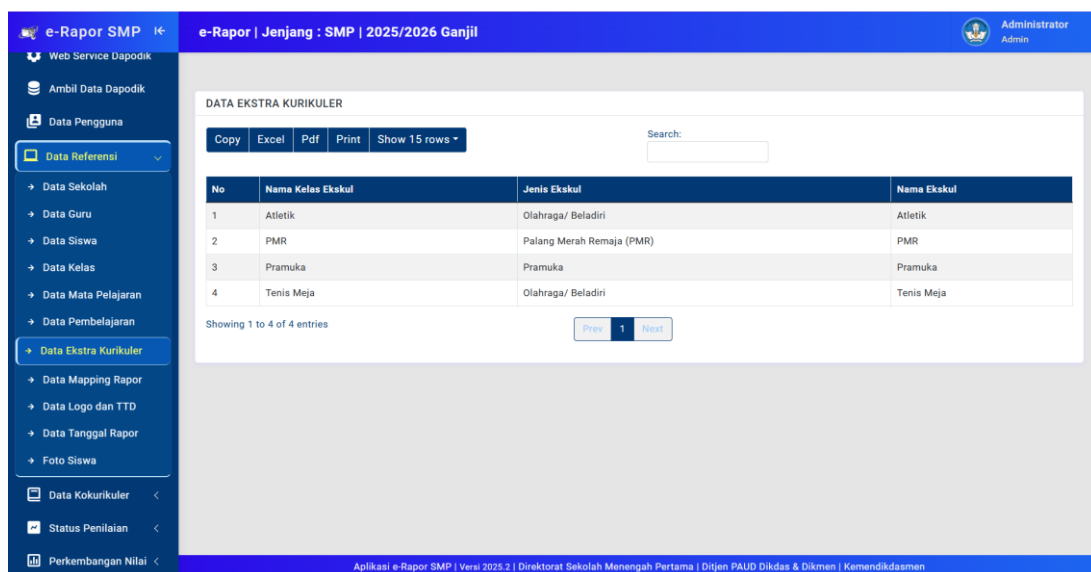 e-Rapor SMP
e-Rapor | Jenjang : SMP | 2025/2026 Ganjil
Administrator
Admin
Web Service Dapodik
Ambil Data Dapodik
Data Pengguna
Data Referensi
Data Sekolah
Data Guru
Data Siswa
Data Kelas
Data Mata Pelajaran
Data Pembelajaran
Data Ekstra Kurikuler
Data Mapping Rapor
Data Logo dan TTD
Data Tanggal Rapor
Foto Siswa
Data Kokurikuler
Status Penilaian
Perkembangan Nilai
DATA EKSTRA KURIKULER
Copy Excel Pdf Print Show 15 rows
Search:
No Nama Kelas Ekskul Jenis Ekskul Nama Ekskul
1 Atletik Olahraga/ Beladiri Atletik
2 PMR Palang Merah Remaja (PMR) PMR
3 Pramuka Pramuka Pramuka
4 Tenis Meja Olahraga/ Beladiri Tenis Meja
Showing 1 to 4 of 4 entries
Prev 1 Next
Aplikasi e-Rapor SMP | Versi 2025.2 | Direktorat Sekolah Menengah Pertama | Ditjen PAUD Dikdas & Dikmen | Kemendikdasmen